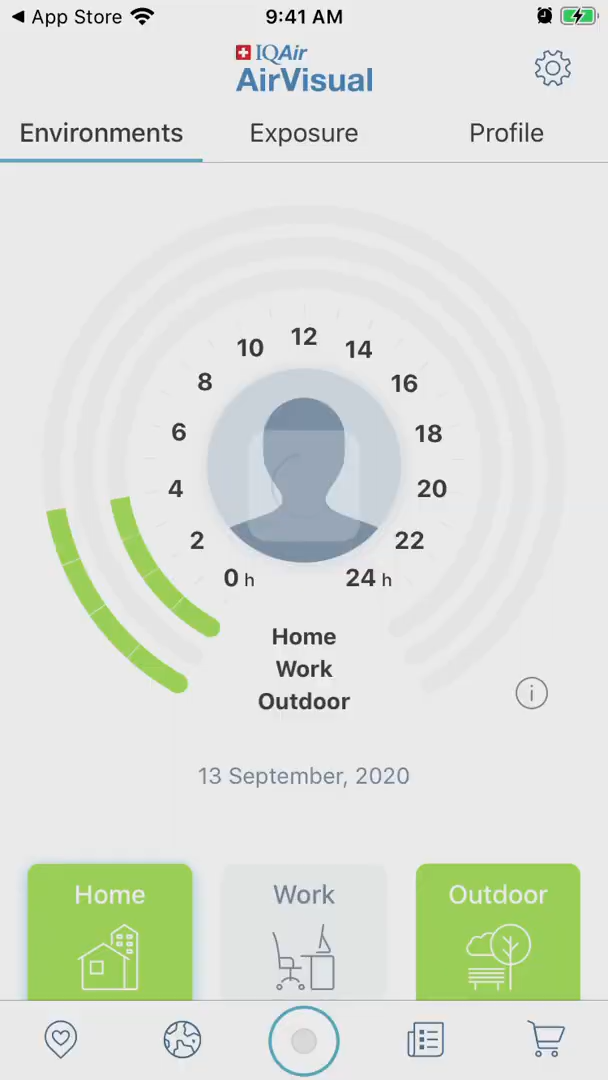 App Store
9:41 AM
IQAir
AirVisual
Environments
Exposure
Profile
12
10
14
8
16
6
18
4
20
2
22
0 h
24 h
Home
Work
Outdoor
i
13 September, 2020
Home
Work
Outdoor